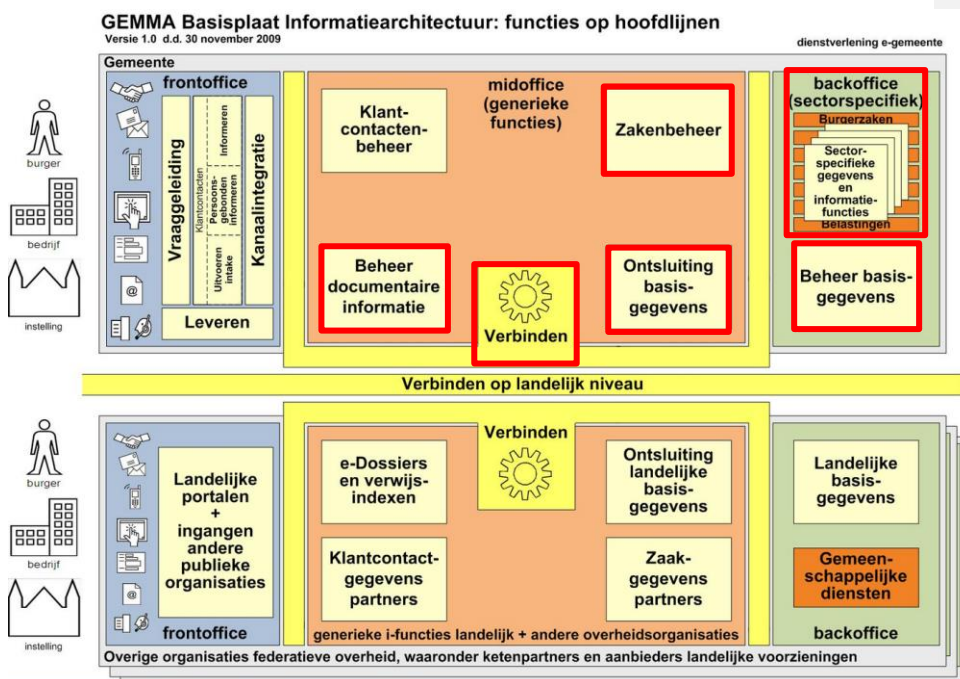 GEMMA Basisplaat Informatiearchitectuur: functies op hoofdlijnen
Versie 1.0 d.d. 30 november 2009
dienstverlening e-gemeente
Gemeente
frontoffice
Vraaggeleiding
Klantcontacten
Informeren
Persoons-
gebonden
informeren
Uitvoeren
intake
Kanaalintegratie
Leveren
burger
bedrijf
instelling
@
midoffice
(generieke
functies)
Klant-
contacten-
beheer
Zakenbeheer
Beheer
documentaire
informatie
Verbinden
Ontsluiting
basis-
gegevens
backoffice
(sectorspecifiek)
Burgerzaken
Sector-
specifieke
gegevens
en
informatie-
functies
Belastingen
Beheer basis-
gegevens
Verbinden op landelijk niveau
burger
bedrijf
instelling
@
Landelijke
portalen
+
ingangen
andere
publieke
organisaties
frontoffice
Verbinden
e-Dossiers
en verwijs-
indexen
Ontsluiting
landelijke
basis-
gegevens
Klantcontact-
gegevens
partners
Zaak-
gegevens
partners
generieke i-functies landelijk + andere overheidsorganisaties
Landelijke
basis-
gegevens
Gemeen-
schappelijke
diensten
backoffice
Overige organisaties federatieve overheid, waaronder ketenpartners en aanbieders landelijke voorzieningen